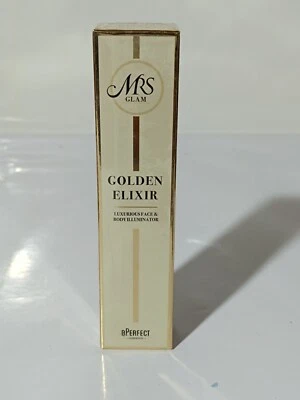 MRS
GLAM
GOLDEN
ELIXIR
LUXURIOUS FACE &
BODY ILLUMINATOR
BPERFECT